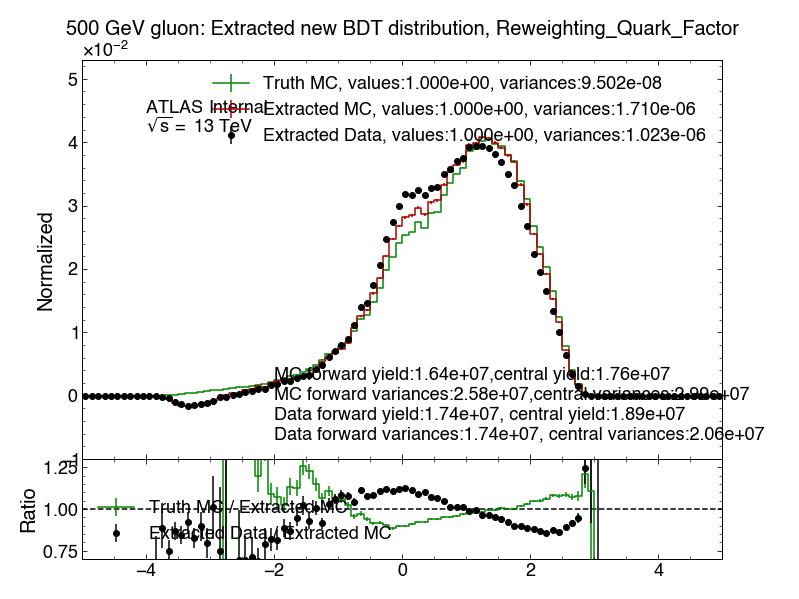 500 GeV gluon: Extracted new BDT distribution, Reweighting_Quark_Factor
×10⁻²
5
4
3
2
1
0
1
Normalized
ATLAS Internal
√s = 13 TeV
Truth MC, values:1.000e+00, variances:9.502e-08
Extracted MC, values:1.000e+00, variances:1.710e-06
Extracted Data, values:1.000e+00, variances:1.023e-06
MC forward yield:1.64e+07,central yield:1.76e+07
MC forward variances:2.58e+07,central variances:2.99e+07
Data forward yield:1.74e+07, central yield:1.89e+07
Data forward variances:1.74e+07, central variances:2.06e+07
1.25
1.00
0.75
Ratio
Truth MC / Extracted MC
Extracted Data / Extracted MC
−4 −2 0 2 4